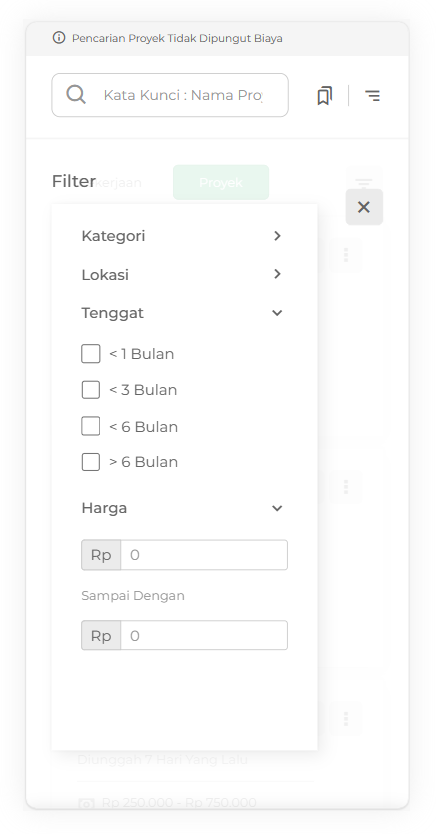 Pencarian Proyek Tidak Dipungut Biaya
Kata Kunci : Nama Pro
Filter
Proyek
Kategori
Lokasi
Tenggat
< 1 Bulan
< 3 Bulan
< 6 Bulan
> 6 Bulan
Harga
Rp 0
Sampai Dengan
Rp 0
Diunggah 7 Hari Yang Lalu
Rp 250.000 - Rp 750.000